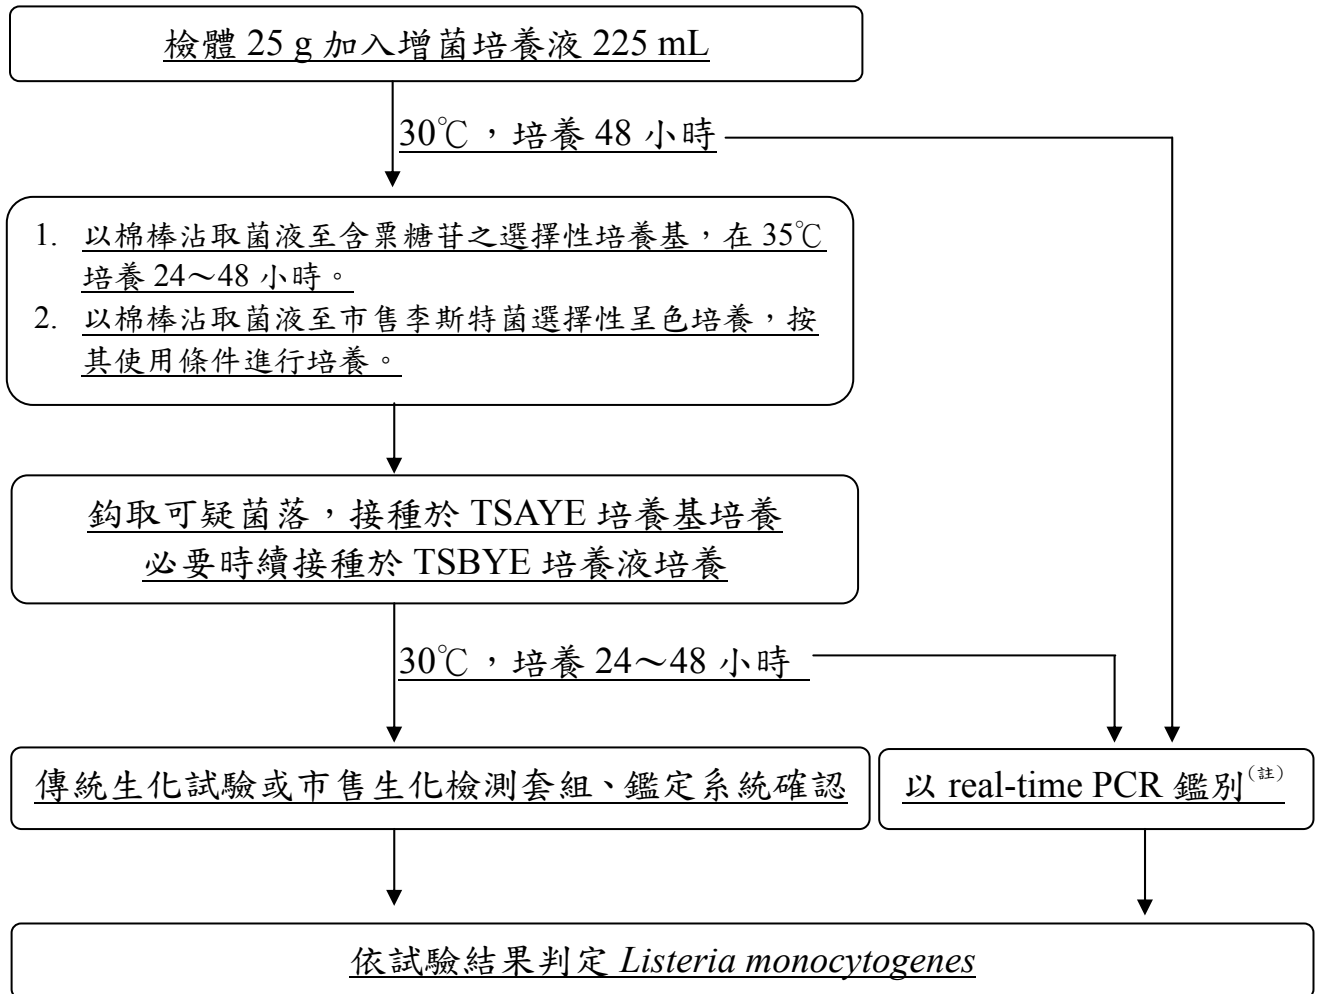 檢體 25 g 加入增菌培養液 225 mL
30℃，培養 48 小時
1. 以棉棒沾取菌液至含粟糖苷之選擇性培養基，在 35℃
培養 24～48 小時。
2. 以棉棒沾取菌液至市售李斯特菌選擇性呈色培養，按
其使用條件進行培養。
鈎取可疑菌落，接種於 TSAYE 培養基培養
必要時續接種於 TSBYE 培養液培養
30℃，培養 24～48 小時
傳統生化試驗或市售生化檢測套組、鑑定系統確認
以 real-time PCR 鑑別(註)
依試驗結果判定 Listeria monocytogenes